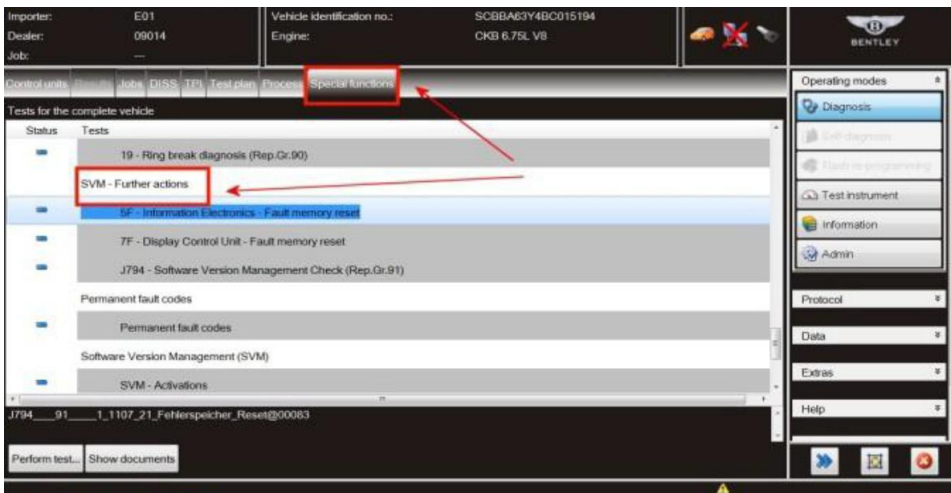 Importer: E01 Vehicle identification no.: SCBBA63Y4BC015194
Dealer: 09014 Engine: CKB 6.75L V8
Job: ---
BENTLEY
Control units Results Jobs DISS TPI Test plan Process Special functions
Tests for the complete vehicle
Status Tests
19 - Ring break diagnosis (Rep.Gr.90)
SVM - Further actions
5F - Information Electronics - Fault memory reset
7F - Display Control Unit - Fault memory reset
J794 - Software Version Management Check (Rep.Gr.91)
Permanent fault codes
Permanent fault codes
Software Version Management (SVM)
SVM - Activations
J794___91____1_1107_21_Fehlerspeicher_Reset@00083
Perform test... Show documents
Operating modes
Diagnosis
Self-diagnosis
Flash re-programming
Test instrument
Information
Admin
Protocol
Data
Extras
Help